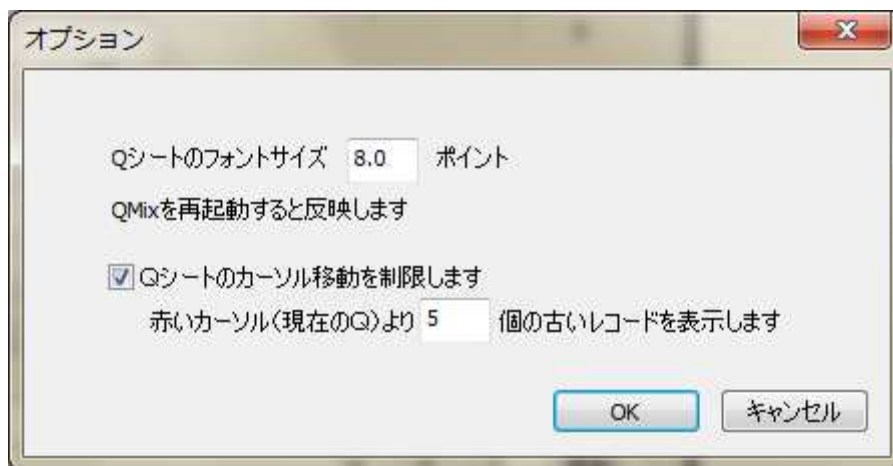 オプション
Qシートのフォントサイズ 8.0 ポイント
QMixを再起動すると反映します
Qシートのカーソル移動を制限します
赤いカーソル(現在のQ)より 5 個の古いレコードを表示します
OK キャンセル